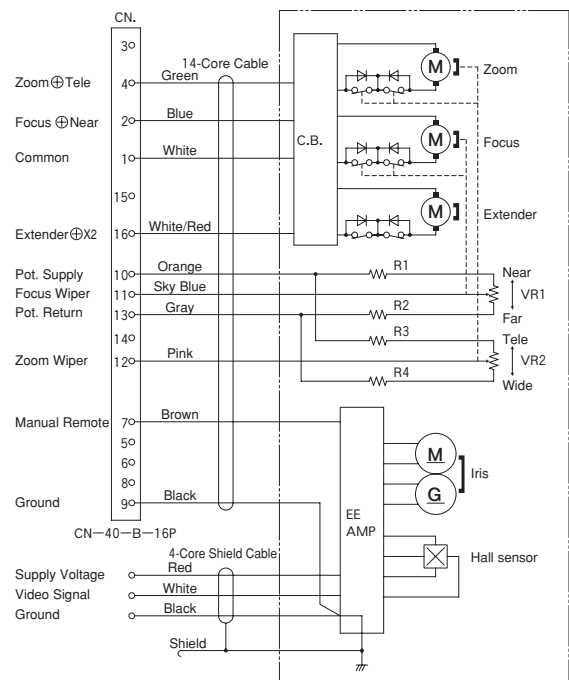 CN.
3
14-Core Cable
Zoom⊕Tele 4 Green M Zoom
Focus ⊕Near 2 Blue
Common 1 White C.B. M Focus
15
Extender⊕X2 16 White/Red M Extender
Pot. Supply 10 Orange R1 Near
Focus Wiper 11 Sky Blue VR1
Pot. Return 13 Gray R2 Far
14 R3 Tele
Zoom Wiper 12 Pink VR2
R4 Wide
Manual Remote 7 Brown
5 M
6 Iris
8 G
Ground 9 Black
EE
AMP
CN—40—B—16P
4-Core Shield Cable
Hall sensor
Supply Voltage Red
Video Signal White
Ground Black
Shield